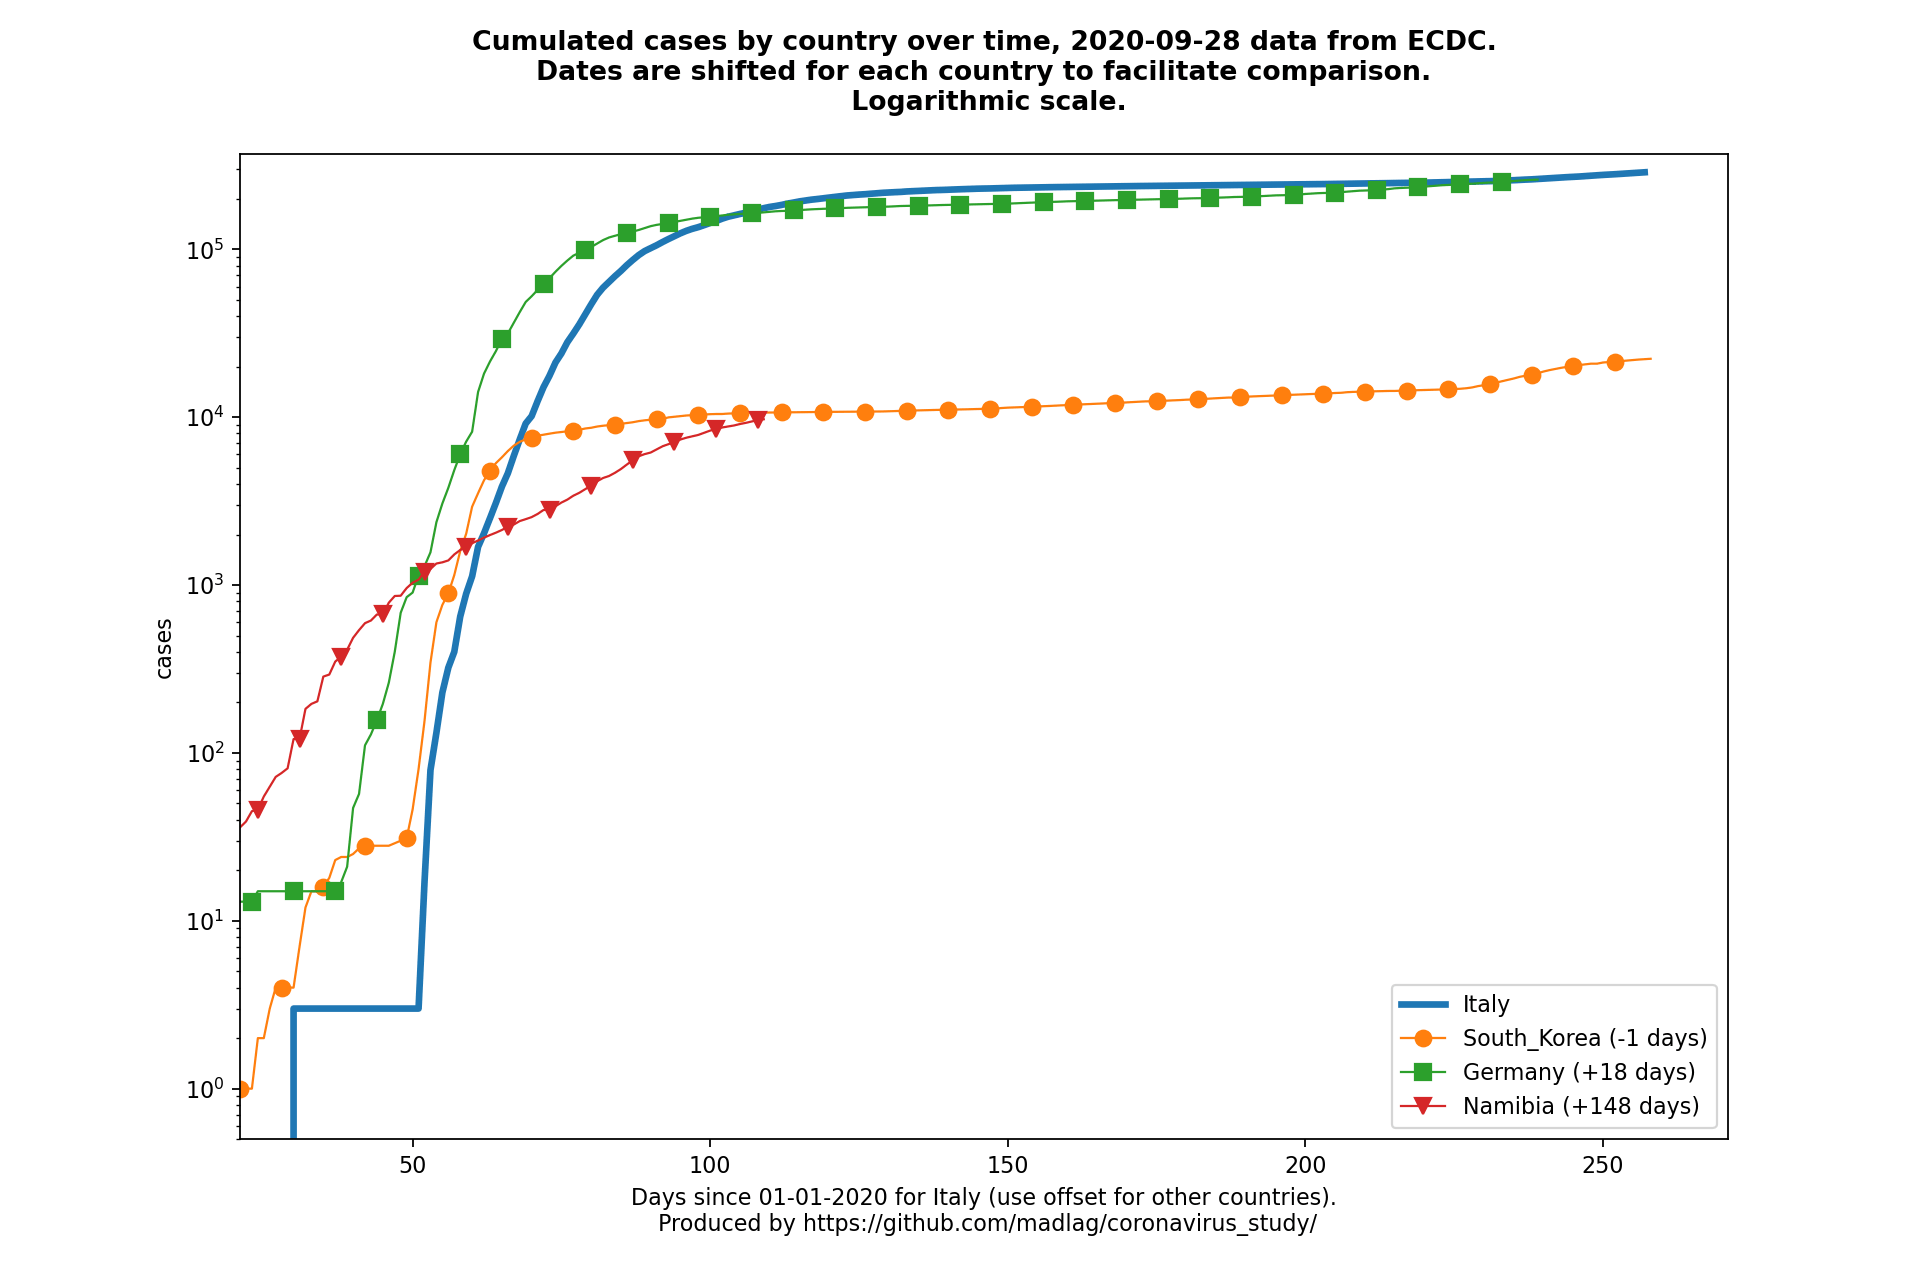 Cumulated cases by country over time, 2020-09-28 data from ECDC.
Dates are shifted for each country to facilitate comparison.
Logarithmic scale.
10^5
10^4
10^3
10^2
10^1
10^0
cases
Italy
South_Korea (-1 days)
Germany (+18 days)
Namibia (+148 days)
50 100 150 200 250
Days since 01-01-2020 for Italy (use offset for other countries).
Produced by https://github.com/madlag/coronavirus_study/